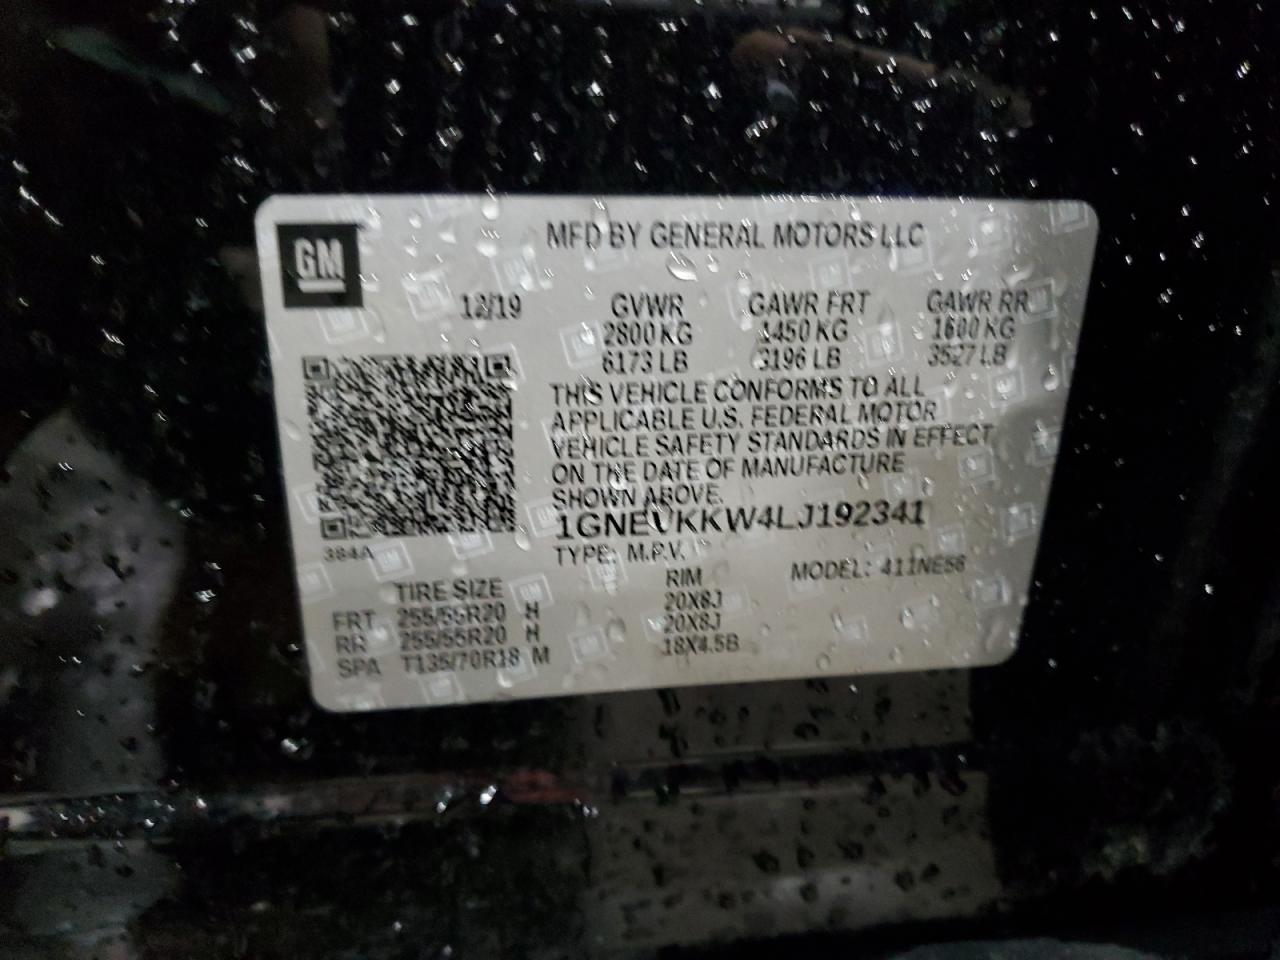 GM
MFD BY GENERAL MOTORS LLC
12/19 GVWR GAWR FRT GAWR RR
2800 KG 1450 KG 1600 KG
6173 LB 3196 LB 3527 LB
THIS VEHICLE CONFORMS TO ALL
APPLICABLE U.S. FEDERAL MOTOR
VEHICLE SAFETY STANDARDS IN EFFECT
ON THE DATE OF MANUFACTURE
SHOWN ABOVE.
1GNEVKKW4LJ192341
384A
TYPE: M.P.V. MODEL: 411NE56
TIRE SIZE RIM
FRT 255/55R20 H 20X8J
RR 255/55R20 H 20X8J
SPA T135/70R18 M 18X4.5B